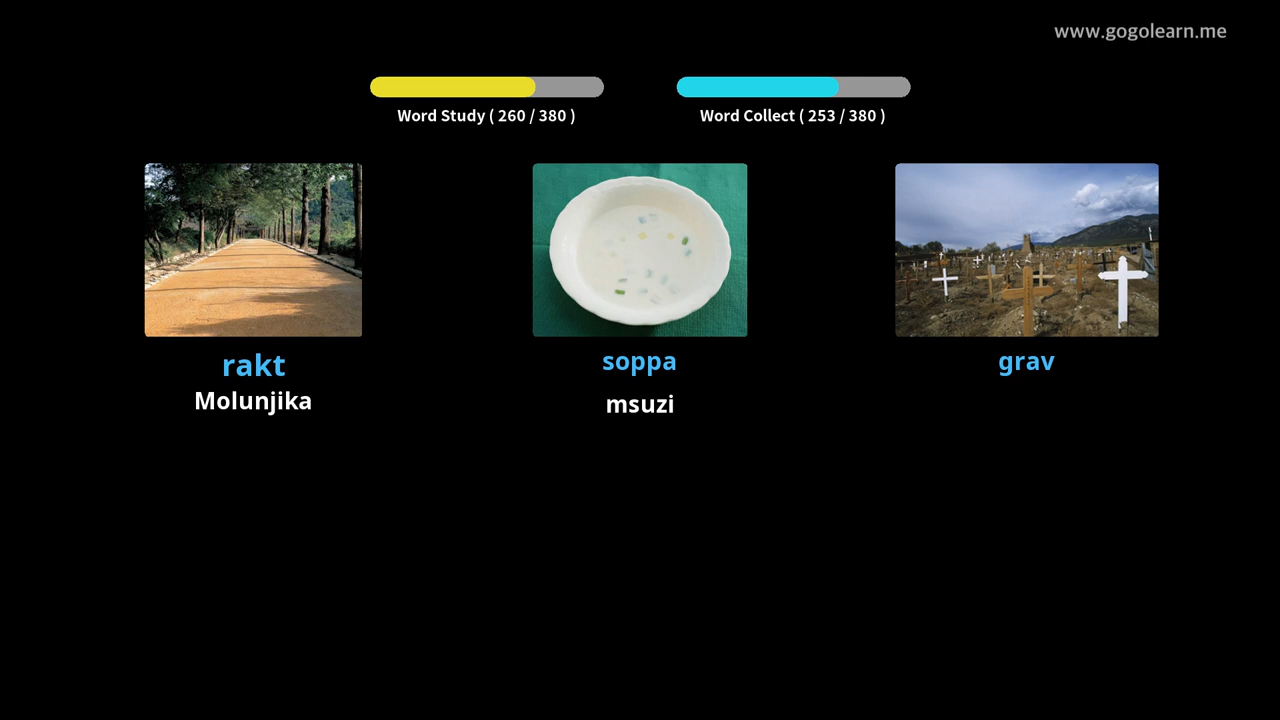 www.gogolearn.me
Word Study ( 260 / 380 )
Word Collect ( 253 / 380 )
rakt
Molunjika
soppa
msuzi
grav